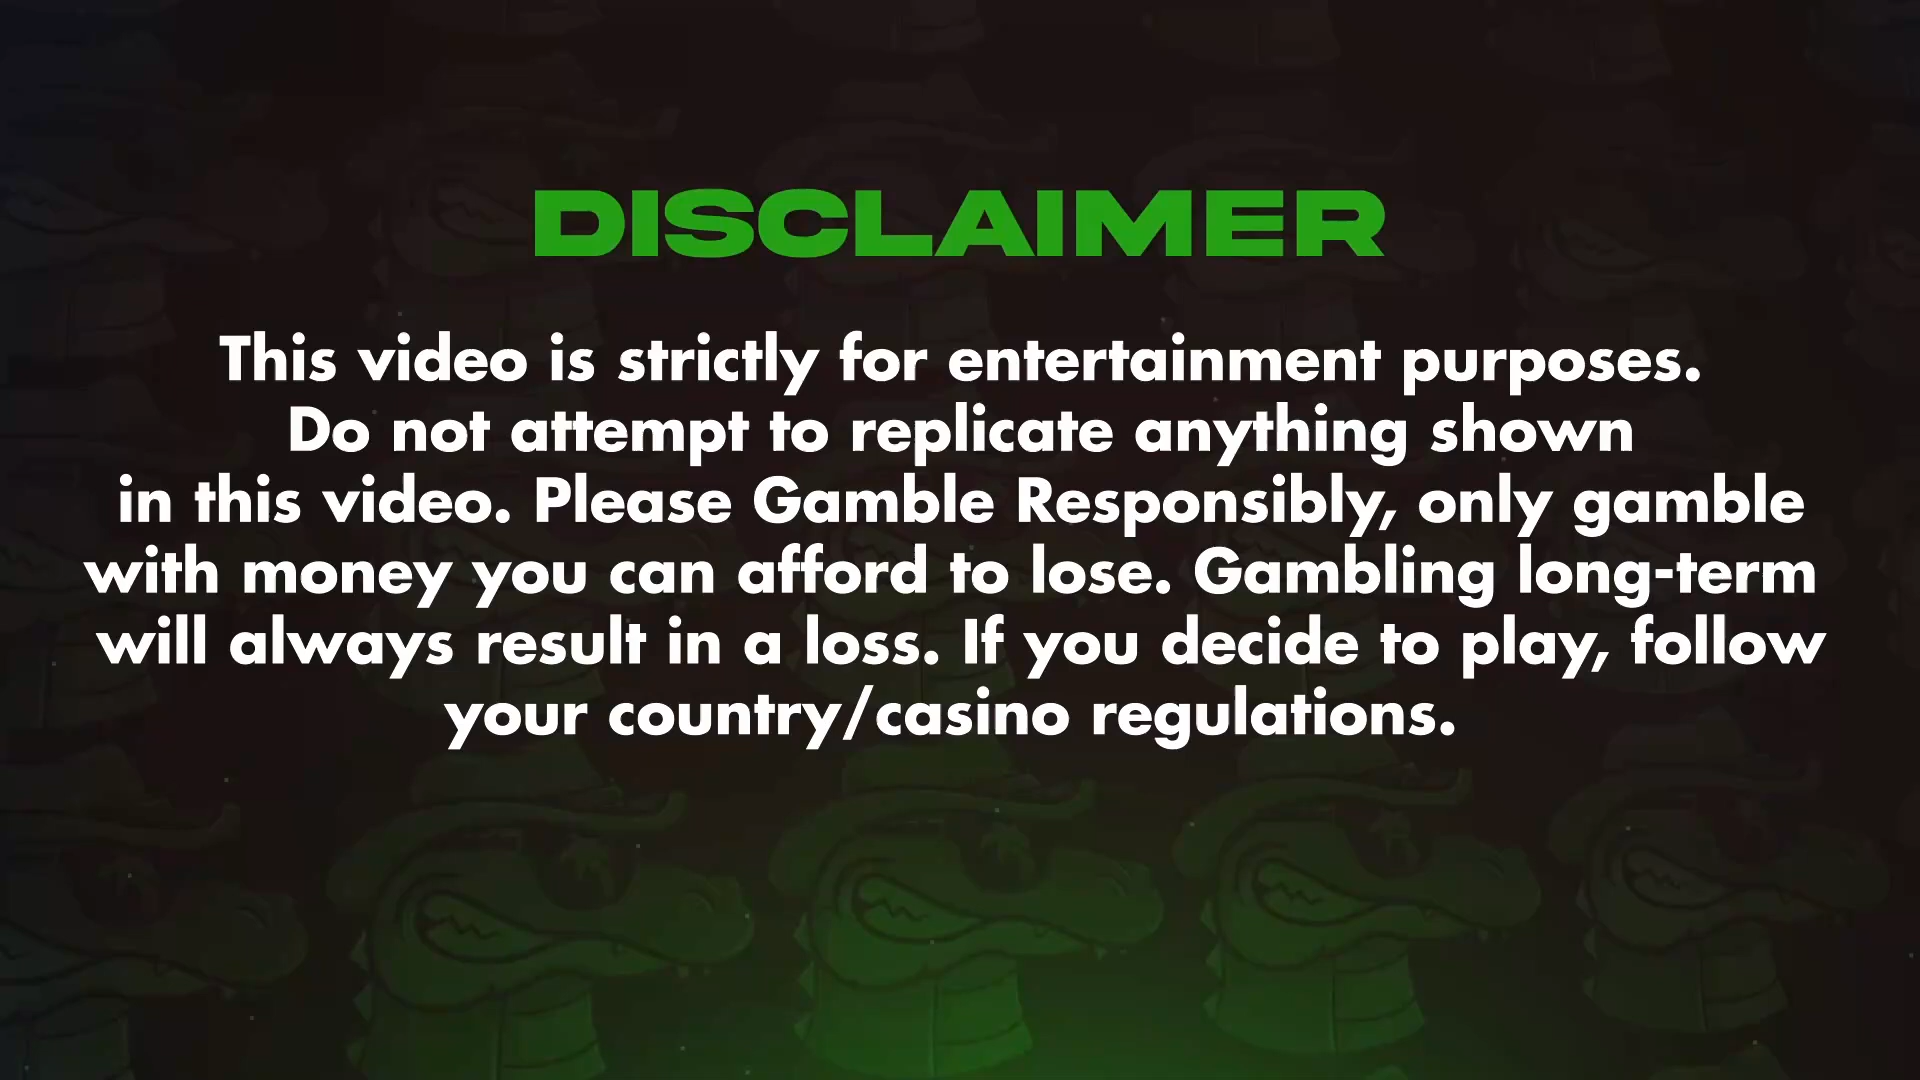 DISCLAIMER
This video is strictly for entertainment purposes.
Do not attempt to replicate anything shown
in this video. Please Gamble Responsibly, only gamble
with money you can afford to lose. Gambling long-term
will always result in a loss. If you decide to play, follow
your country/casino regulations.